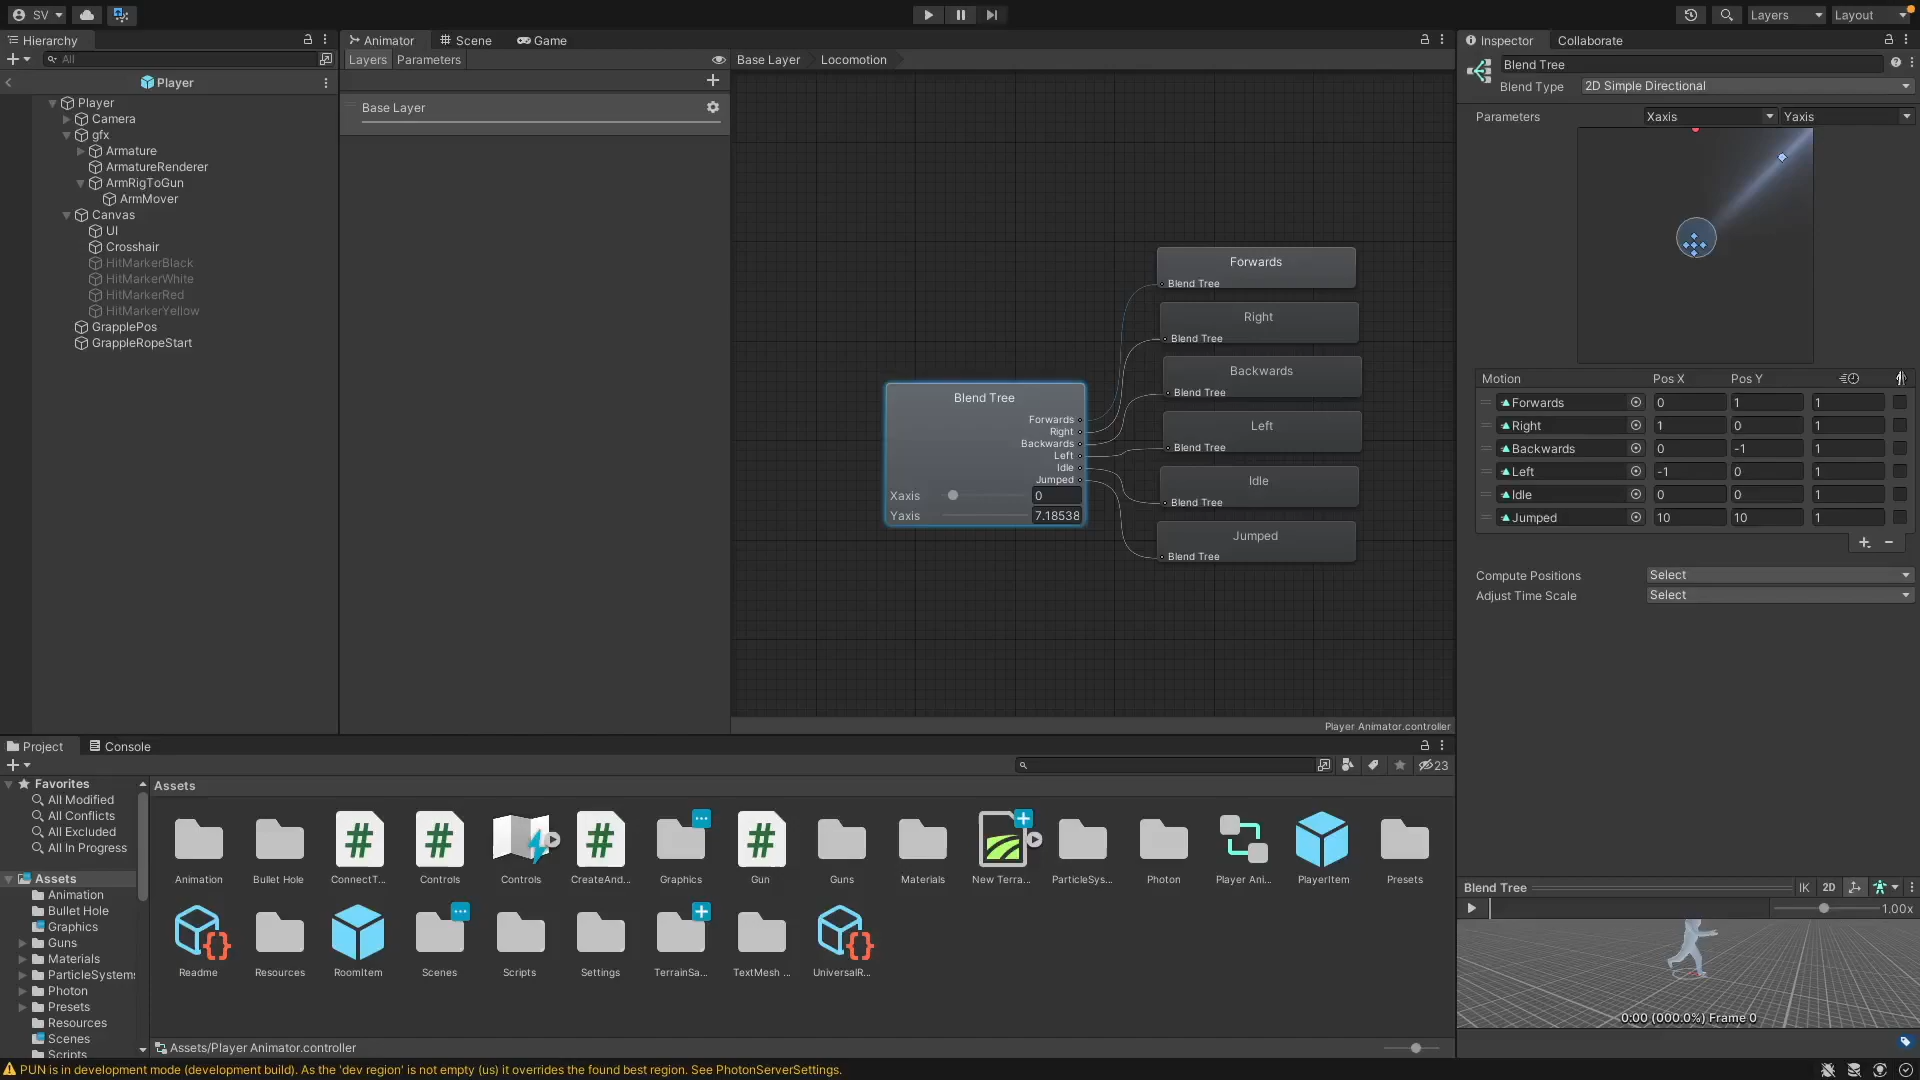 SV
Layers
Layout
Hierarchy
All
Player
Player
Camera
gfx
Armature
ArmatureRenderer
ArmRigToGun
ArmMover
Canvas
UI
Crosshair
HitMarkerBlack
HitMarkerWhite
HitMarkerRed
HitMarkerYellow
GrapplePos
GrappleRopeStart
Animator
Scene
Game
Layers
Parameters
Base Layer
Locomotion
Base Layer
Blend Tree
Forwards
Right
Backwards
Left
Idle
Jumped
Xaxis 0
Yaxis 7.18538
Forwards
Blend Tree
Right
Blend Tree
Backwards
Blend Tree
Left
Blend Tree
Idle
Blend Tree
Jumped
Blend Tree
Player Animator.controller
Inspector
Collaborate
Blend Tree
Blend Type 2D Simple Directional
Parameters Xaxis Yaxis
Motion Pos X Pos Y
Forwards 0 1 1
Right 1 0 1
Backwards 0 -1 1
Left -1 0 1
Idle 0 0 1
Jumped 10 10 1
Compute Positions Select
Adjust Time Scale Select
Project
Console
23
Favorites
All Modified
All Conflicts
All Excluded
All In Progress
Assets
Animation
Bullet Hole
Graphics
Guns
Materials
ParticleSystems
Photon
Presets
Resources
Scenes
Scripts
Assets
Animation Bullet Hole ConnectT... Controls Controls CreateAnd... Graphics Gun Guns Materials New Terra... ParticleSys... Photon Player Ani... PlayerItem Presets
Readme Resources RoomItem Scenes Scripts Settings TerrainSa... TextMesh ... UniversalR...
Assets/Player Animator.controller
Blend Tree
IK
2D
1.00x
0:00 (000.0%) Frame 0
PUN is in development mode (development build). As the 'dev region' is not empty (us) it overrides the found best region. See PhotonServerSettings.